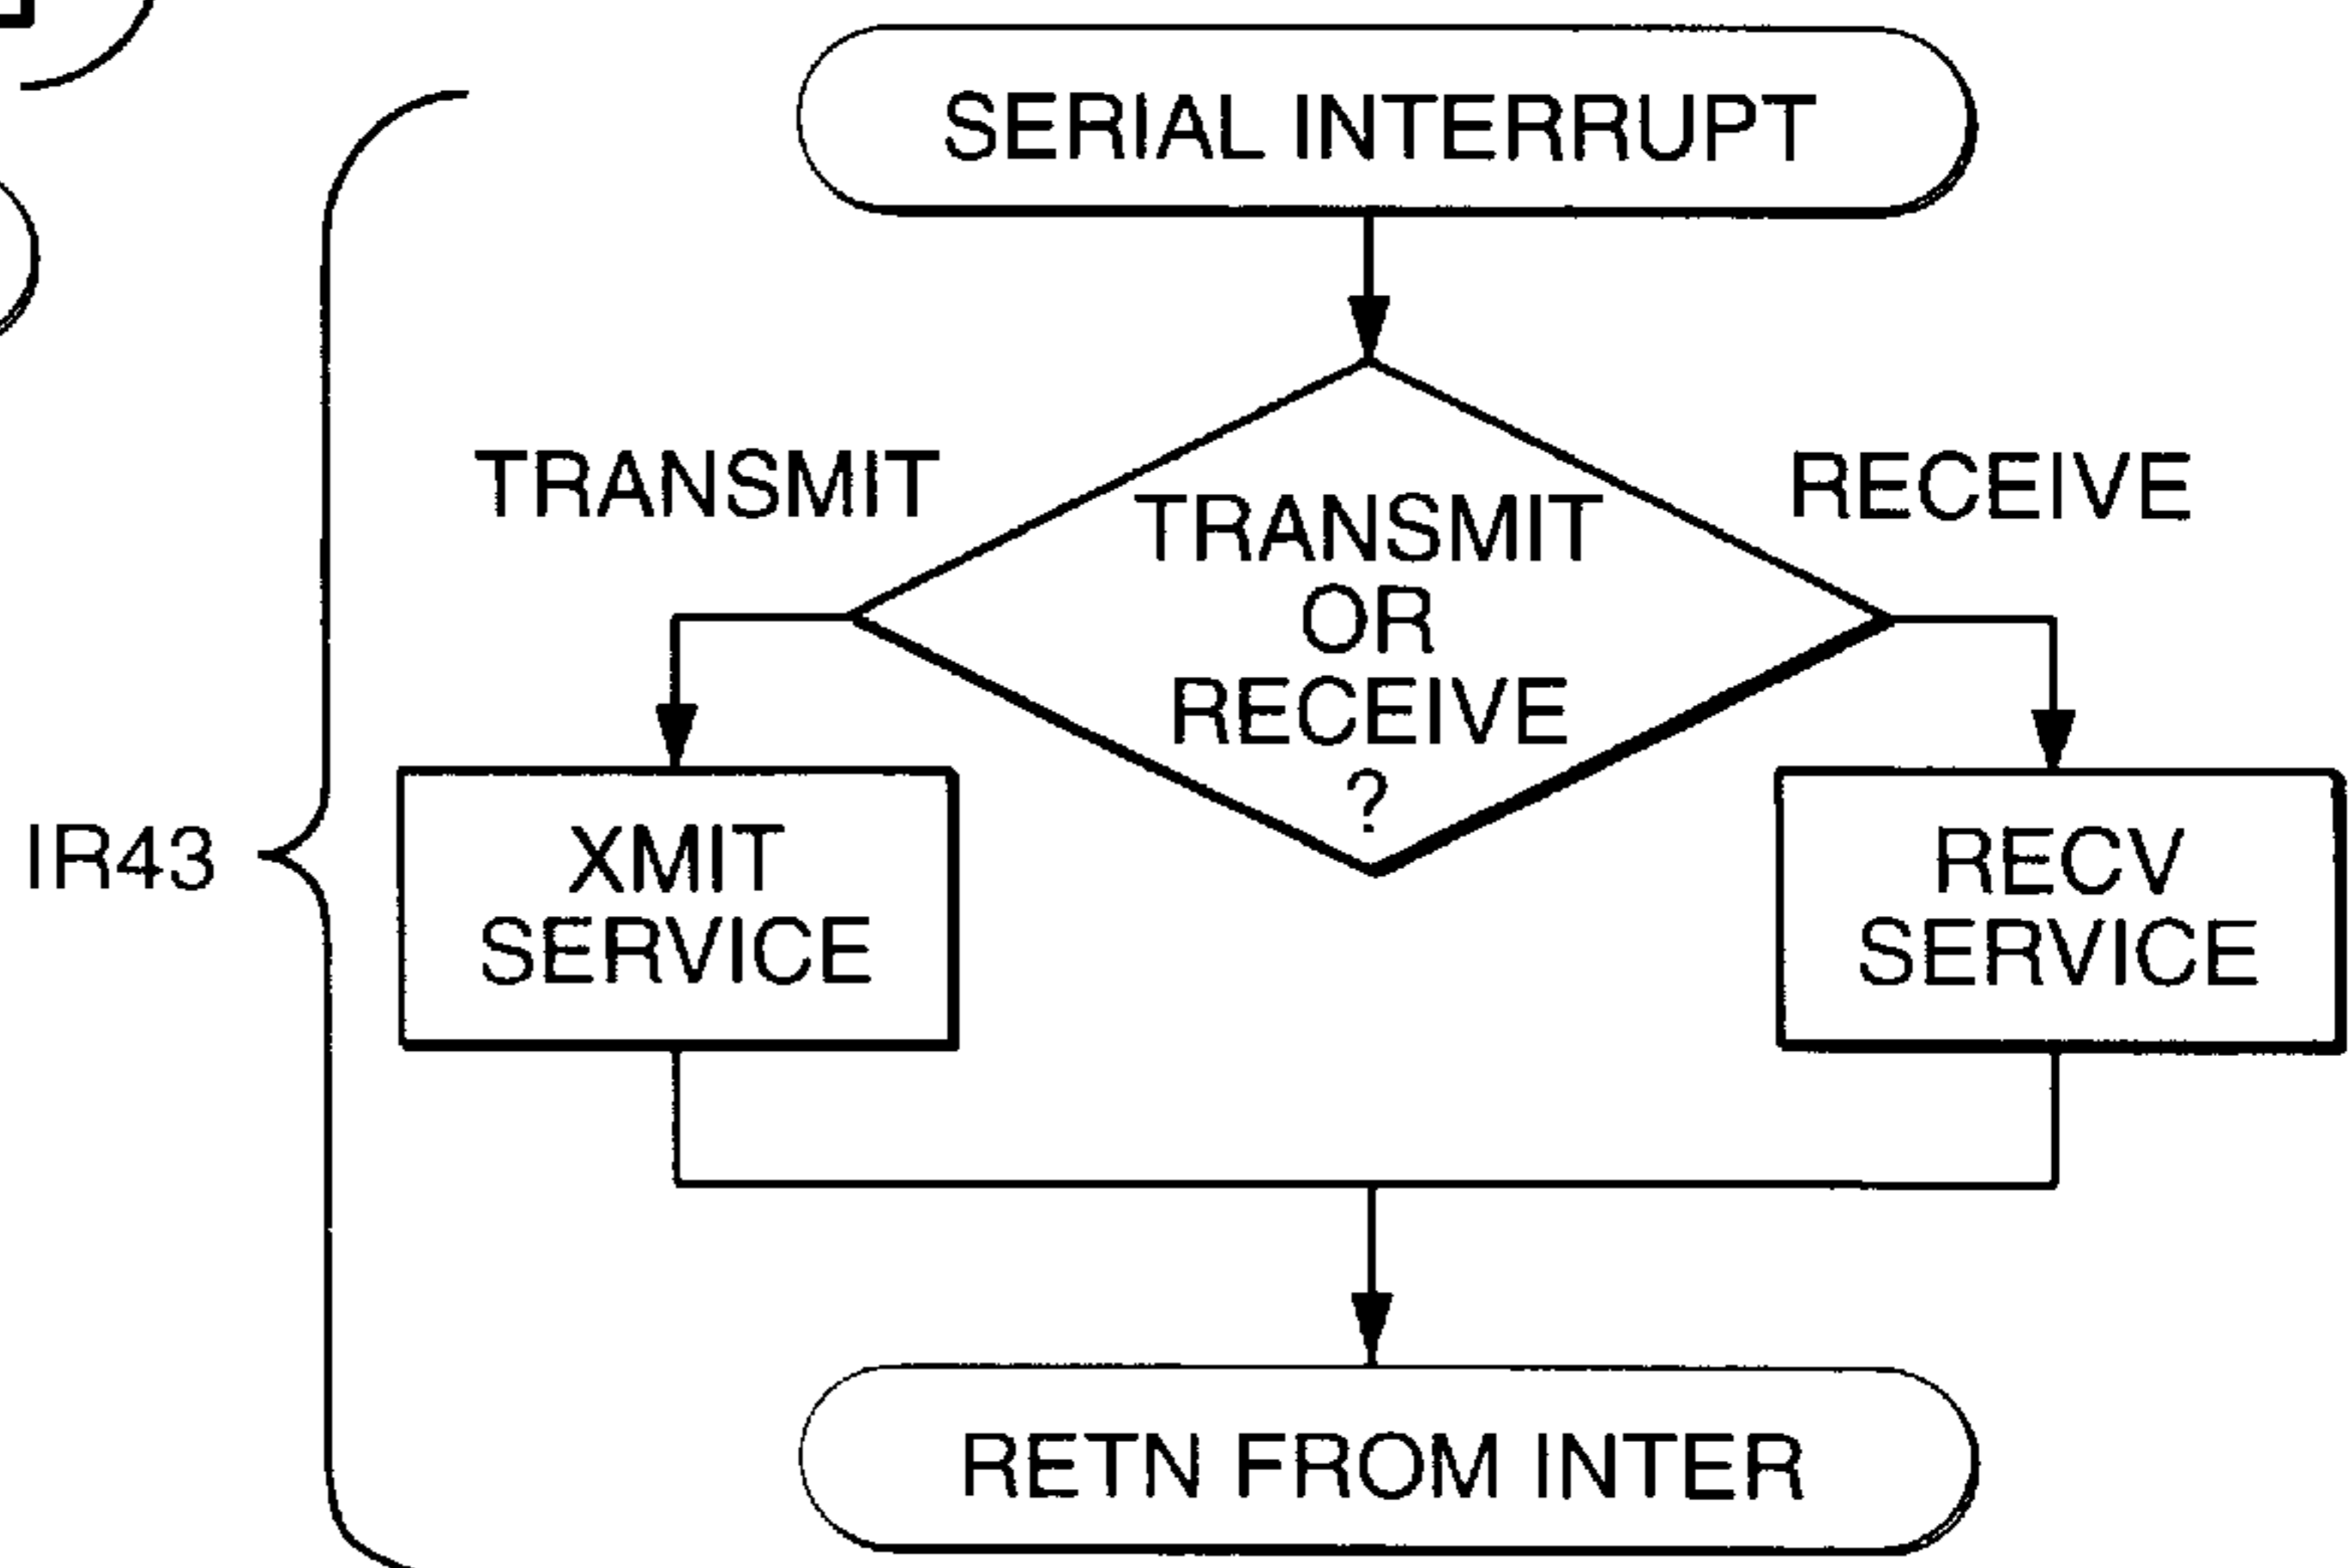 SERIAL INTERRUPT
TRANSMIT
RECEIVE
TRANSMIT
OR
RECEIVE
?
IR43
XMIT
SERVICE
RECV
SERVICE
RETN FROM INTER